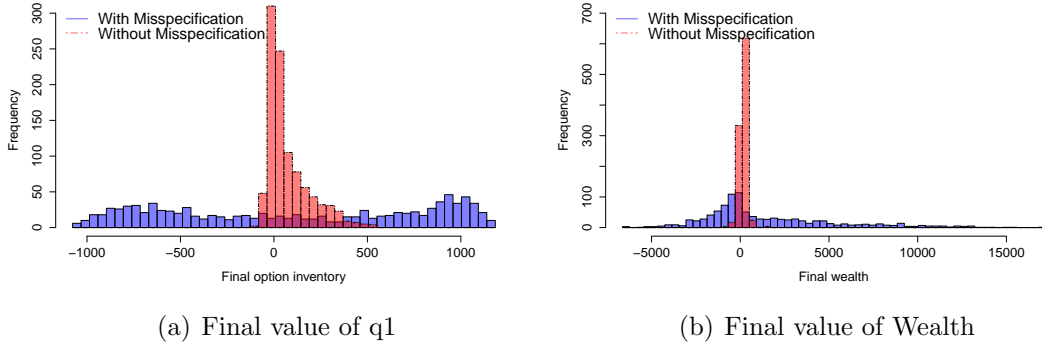 With Misspecification
Without Misspecification
Frequency
0 50 100 150 200 250 300
−1000 −500 0 500 1000
Final option inventory
(a) Final value of q1
With Misspecification
Without Misspecification
Frequency
0 100 300 500 700
−5000 0 5000 10000 15000
Final wealth
(b) Final value of Wealth